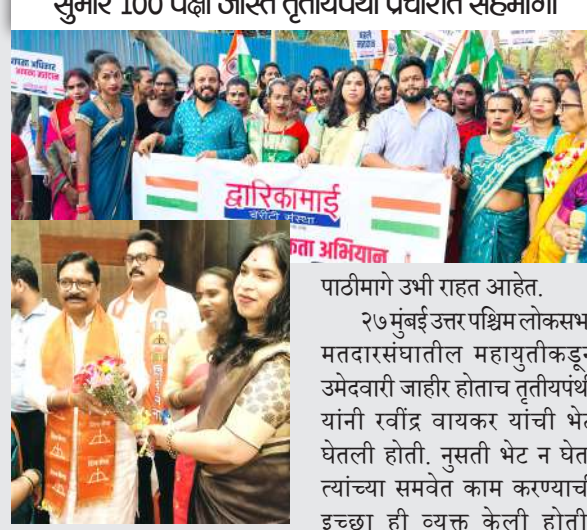 सुमारे 100 पेक्षा जास्त तृतीयपंथी प्रचारात सहभागी
द्वारिकामाई
चॅरीटी संस्था
अभियान
पाठीमागे उभी राहत आहेत.
२७ मुंबई उत्तर पश्चिम
मतदारसंघातील महायुतीकडून
उमेदवारी जाहीर होताच तृतीयपंथी
यांनी रवींद्र वायकर यांची भेट
घेतली होती. नुसती भेट न घेता
त्यांच्या समवेत काम करण्याची
इच्छा ही व्यक्त केली होती